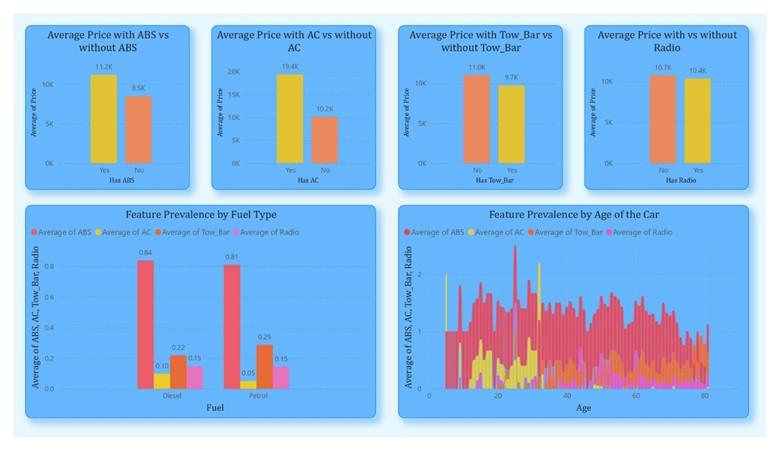 Average Price with ABS vs
without ABS
Average of Price
10K
5K
0K
11.2K
8.5K
Yes
No
Has ABS
Average Price with AC vs without
AC
Average of Price
20K
15K
10K
5K
0K
19.4K
10.2K
Yes
No
Has AC
Average Price with Tow_Bar vs
without Tow_Bar
Average of Price
10K
5K
0K
11.0K
9.7K
No
Yes
Has Tow_Bar
Average Price with vs without
Radio
Average of Price
10K
5K
0K
10.7K
10.4K
No
Yes
Has Radio
Feature Prevalence by Fuel Type
Average of ABS Average of AC Average of Tow_Bar Average of Radio
Average of ABS, AC, Tow_Bar, Radio
0.8
0.6
0.4
0.2
0.0
0.84
0.10
0.22
0.15
0.81
0.05
0.29
0.15
Diesel
Petrol
Fuel
Feature Prevalence by Age of the Car
Average of ABS Average of AC Average of Tow_Bar Average of Radio
Average of ABS, AC, Tow_Bar, Radio
2
1
0
0
20
40
60
80
Age